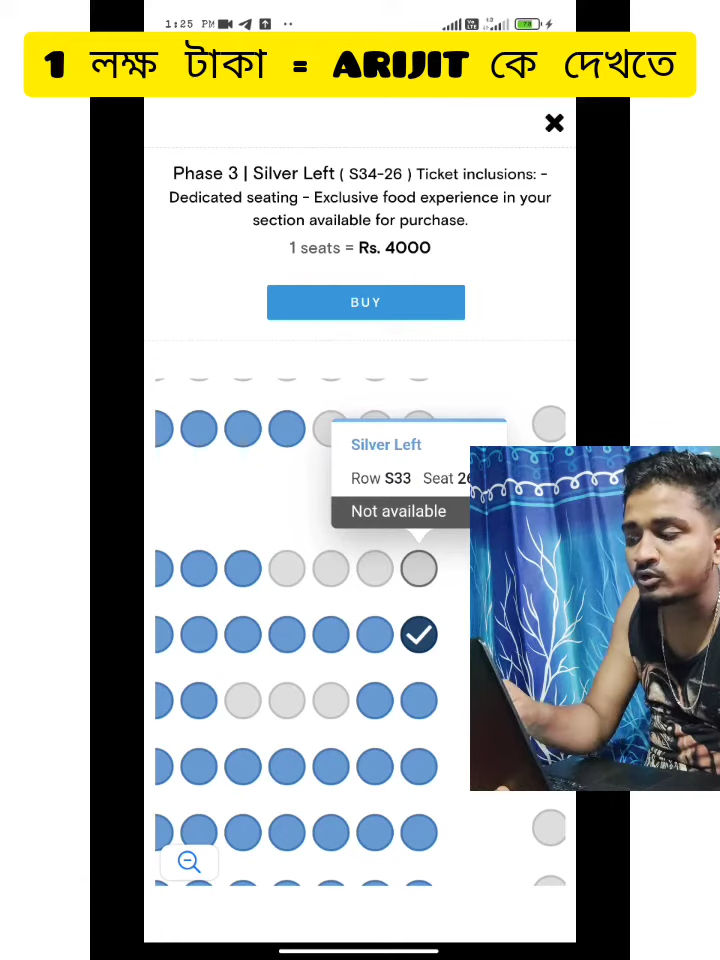 1:25 PM
1 লক্ষ টাকা = ARIJIT কে দেখতে
Phase 3 | Silver Left ( S34-26 ) Ticket inclusions: -
Dedicated seating - Exclusive food experience in your
section available for purchase.
1 seats = Rs. 4000
BUY
Silver Left
Row S33 Seat 26
Not available